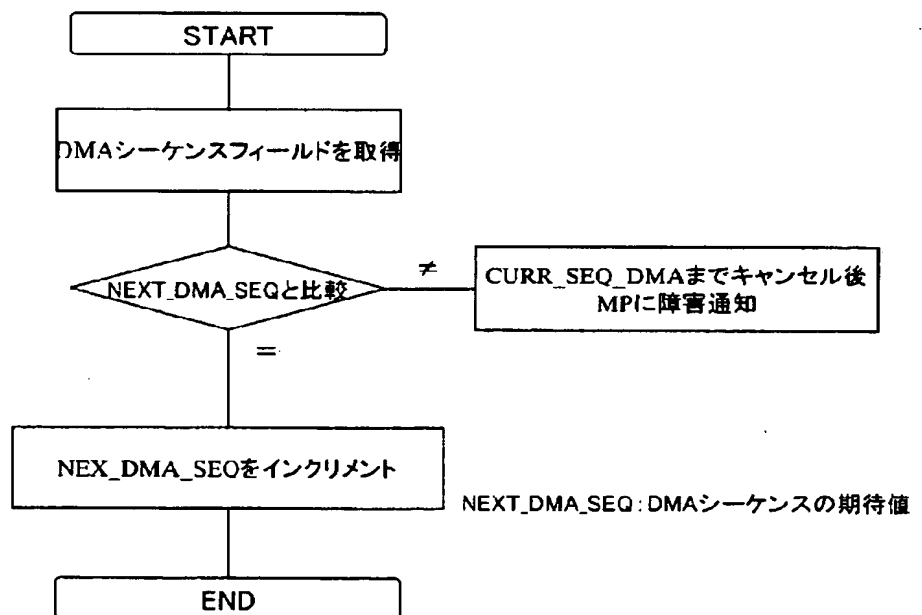 START
DMAシーケンスフィールドを取得
NEXT_DMA_SEQと比較
≠
CURR_SEQ_DMAまでキャンセル後
MPに障害通知
=
NEX_DMA_SEQをインクリメント
NEXT_DMA_SEQ:DMAシーケンスの期待値
END